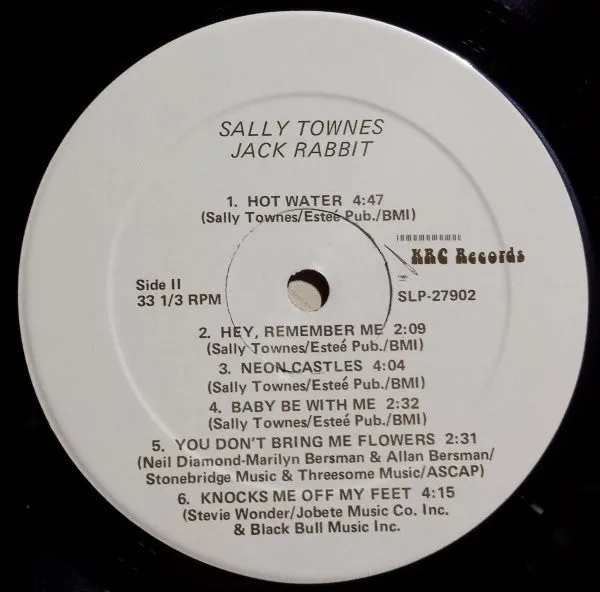 SALLY TOWNES
JACK RABBIT
1. HOT WATER 4:47
(Sally Townes/Esteé Pub./BMI)
KRC Records
Side II
33 1/3 RPM
SLP-27902
2. HEY, REMEMBER ME 2:09
(Sally Townes/Esteé Pub./BMI)
3. NEON CASTLES 4:04
(Sally Townes/Esteé Pub./BMI)
4. BABY BE WITH ME 2:32
(Sally Townes/Esteé Pub./BMI)
5. YOU DON'T BRING ME FLOWERS 2:31
(Neil Diamond-Marilyn Bersman & Allan Bersman/
Stonebridge Music & Threesome Music/ASCAP)
6. KNOCKS ME OFF MY FEET 4:15
(Stevie Wonder/Jobete Music Co. Inc.
& Black Bull Music Inc.